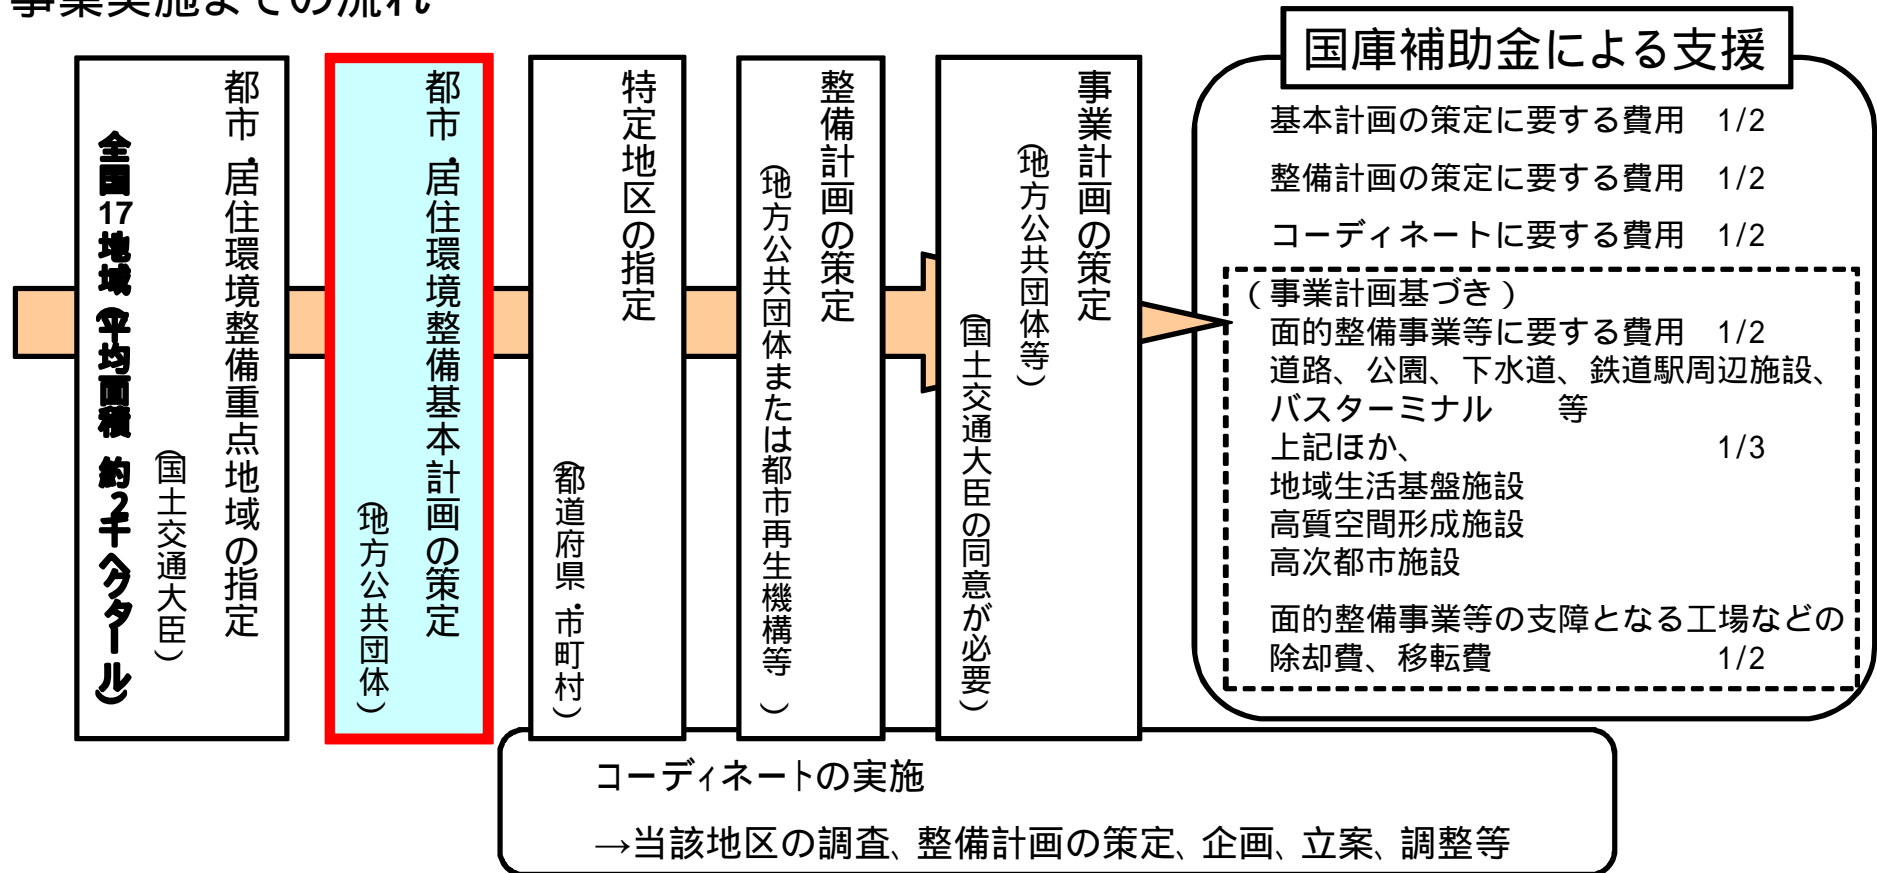 事業実施までの流れ
都市・居住環境整備重点地域の指定
(国土交通大臣)
全国17地域(平均面積 約2千ヘクタール)
都市・居住環境整備基本計画の策定
(地方公共団体)
特定地区の指定
(都道府県・市町村)
整備計画の策定
(地方公共団体または都市再生機構等)
事業計画の策定
(地方公共団体等)
(国土交通大臣の同意が必要)
国庫補助金による支援
基本計画の策定に要する費用 1/2
整備計画の策定に要する費用 1/2
コーディネートに要する費用 1/2
(事業計画基づき)
面的整備事業等に要する費用 1/2
道路、公園、下水道、鉄道駅周辺施設、
バスターミナル 等
上記ほか、 1/3
地域生活基盤施設
高質空間形成施設
高次都市施設
面的整備事業等の支障となる工場などの
除却費、移転費 1/2
コーディネートの実施
→当該地区の調査、整備計画の策定、企画、立案、調整等